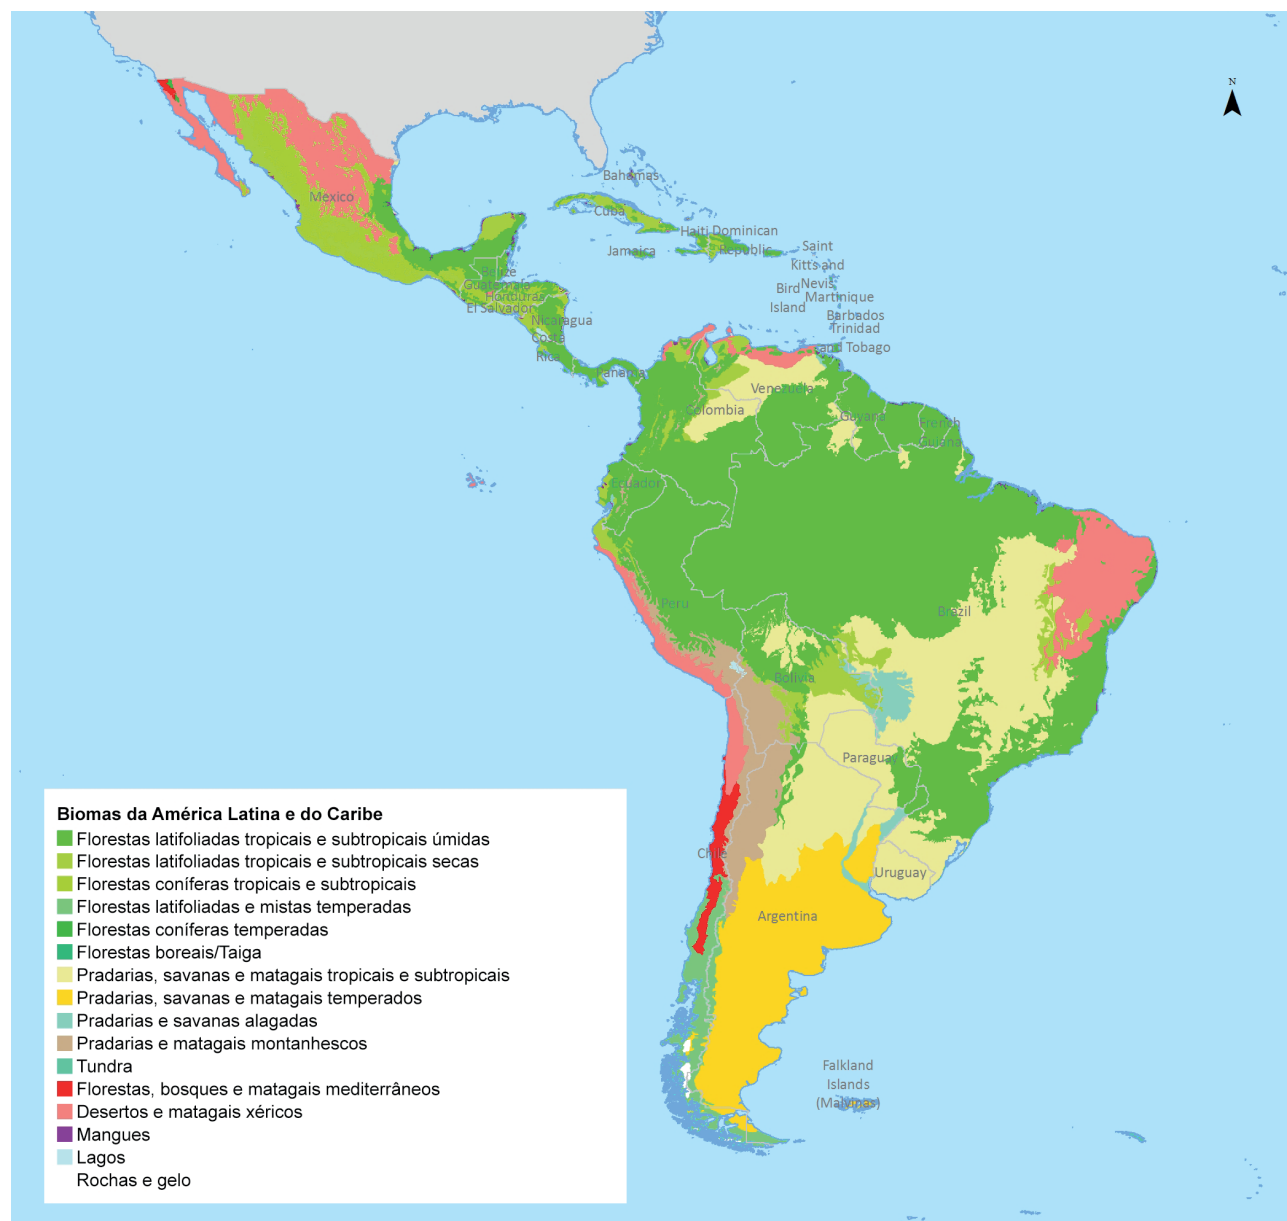 N
Bahamas
Mexico
Cuba
Haiti Dominican
Republic
Jamaica
Saint
Kitts and
Nevis
Belize
Guatemala
Honduras
El Salvador
Bird
Island
Martinique
Barbados
Trinidad
and Tobago
Nicaragua
Costa
Rica
Panama
Venezuela
Colombia
Guyana
French
Guiana
Ecuador
Peru
Brazil
Bolivia
Paraguay
Chile
Uruguay
Argentina
Falkland
Islands
(Malvinas)
Biomas da América Latina e do Caribe
Florestas latifoliadas tropicais e subtropicais úmidas
Florestas latifoliadas tropicais e subtropicais secas
Florestas coníferas tropicais e subtropicais
Florestas latifoliadas e mistas temperadas
Florestas coníferas temperadas
Florestas boreais/Taiga
Pradarias, savanas e matagais tropicais e subtropicais
Pradarias, savanas e matagais temperados
Pradarias e savanas alagadas
Pradarias e matagais montanhescos
Tundra
Florestas, bosques e matagais mediterrâneos
Desertos e matagais xéricos
Mangues
Lagos
Rochas e gelo